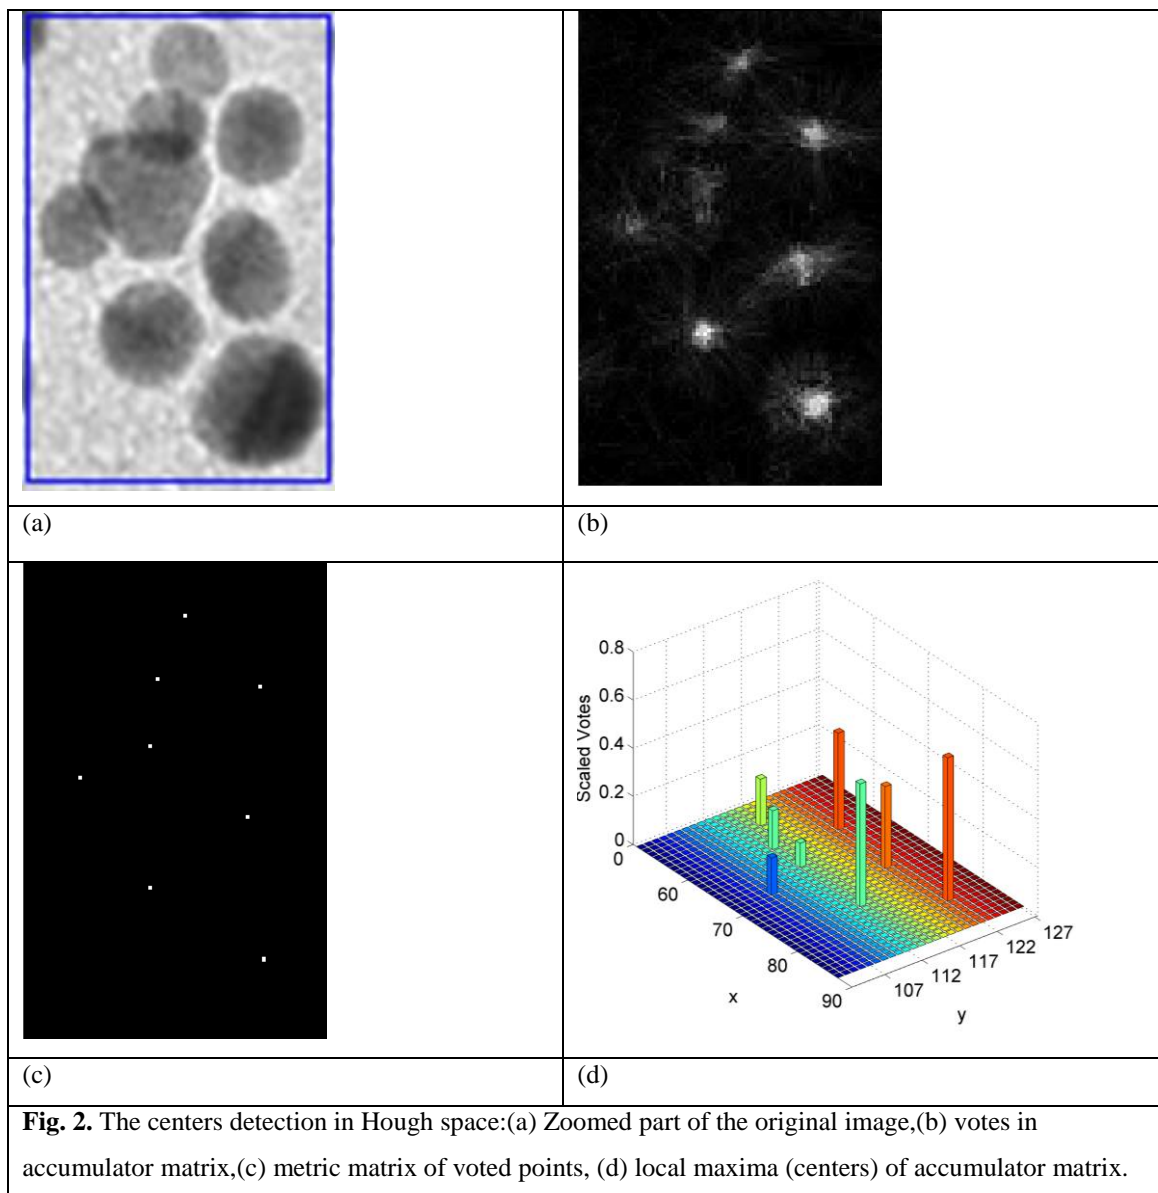 (a)
(b)
0.8
0.6
0.4
0.2
0
Scaled Votes
0
60
70
80
90
x
107
112
117
122
127
y
(c)
(d)
Fig. 2. The centers detection in Hough space:(a) Zoomed part of the original image,(b) votes in
accumulator matrix,(c) metric matrix of voted points, (d) local maxima (centers) of accumulator matrix.